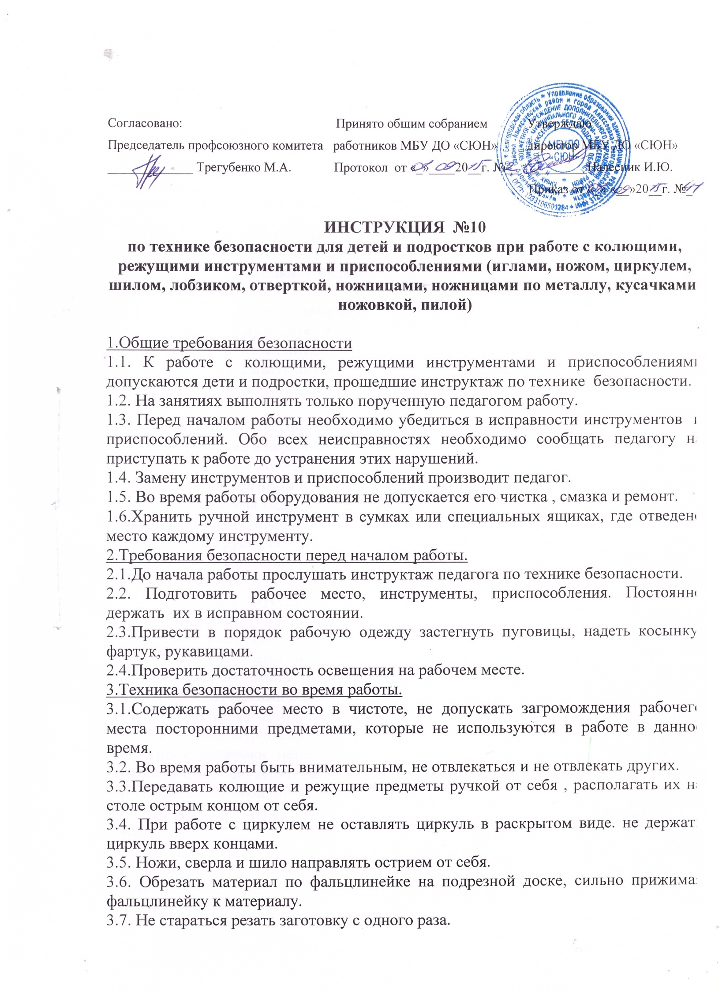 Согласовано: Принято общим собранием Утверждаю
Председатель профсоюзного комитета работников МБУ ДО «СЮН» директор МБУ ДО «СЮН»
Трегубенко М.А. Протокол от « » 09 2015г. №2 Налесник И.Ю.
Приказ от « » «09»2015г. №
МБУДО
«СЮН»
ИНСТРУКЦИЯ №10
по технике безопасности для детей и подростков при работе с колющими,
режущими инструментами и приспособлениями (иглами, ножом, циркулем,
шилом, лобзиком, отверткой, ножницами, ножницами по металлу, кусачками
ножовкой, пилой)
1.Общие требования безопасности
1.1. К работе с колющими, режущими инструментами и приспособлениями
допускаются дети и подростки, прошедшие инструктаж по технике безопасности.
1.2. На занятиях выполнять только порученную педагогом работу.
1.3. Перед началом работы необходимо убедиться в исправности инструментов
приспособлений. Обо всех неисправностях необходимо сообщать педагогу н
приступать к работе до устранения этих нарушений.
1.4. Замену инструментов и приспособлений производит педагог.
1.5. Во время работы оборудования не допускается его чистка , смазка и ремонт.
1.6.Хранить ручной инструмент в сумках или специальных ящиках, где отведено
место каждому инструменту.
2.Требования безопасности перед началом работы.
2.1.До начала работы прослушать инструктаж педагога по технике безопасности.
2.2. Подготовить рабочее место, инструменты, приспособления. Постоянно
держать их в исправном состоянии.
2.3.Привести в порядок рабочую одежду застегнуть пуговицы, надеть косынку
фартук, рукавицами.
2.4.Проверить достаточность освещения на рабочем месте.
3.Техника безопасности во время работы.
3.1.Содержать рабочее место в чистоте, не допускать загромождения рабочего
места посторонними предметами, которые не используются в работе в данное
время.
3.2. Во время работы быть внимательным, не отвлекаться и не отвлекать других.
3.3.Передавать колющие и режущие предметы ручкой от себя , располагать их на
столе острым концом от себя.
3.4. При работе с циркулем не оставлять циркуль в раскрытом виде. не держат
циркуль вверх концами.
3.5. Ножи, сверла и шило направлять острием от себя.
3.6. Обрезать материал по фальцлинейке на подрезной доске, сильно прижима
фальцлинейку к материалу.
3.7. Не стараться резать заготовку с одного раза.